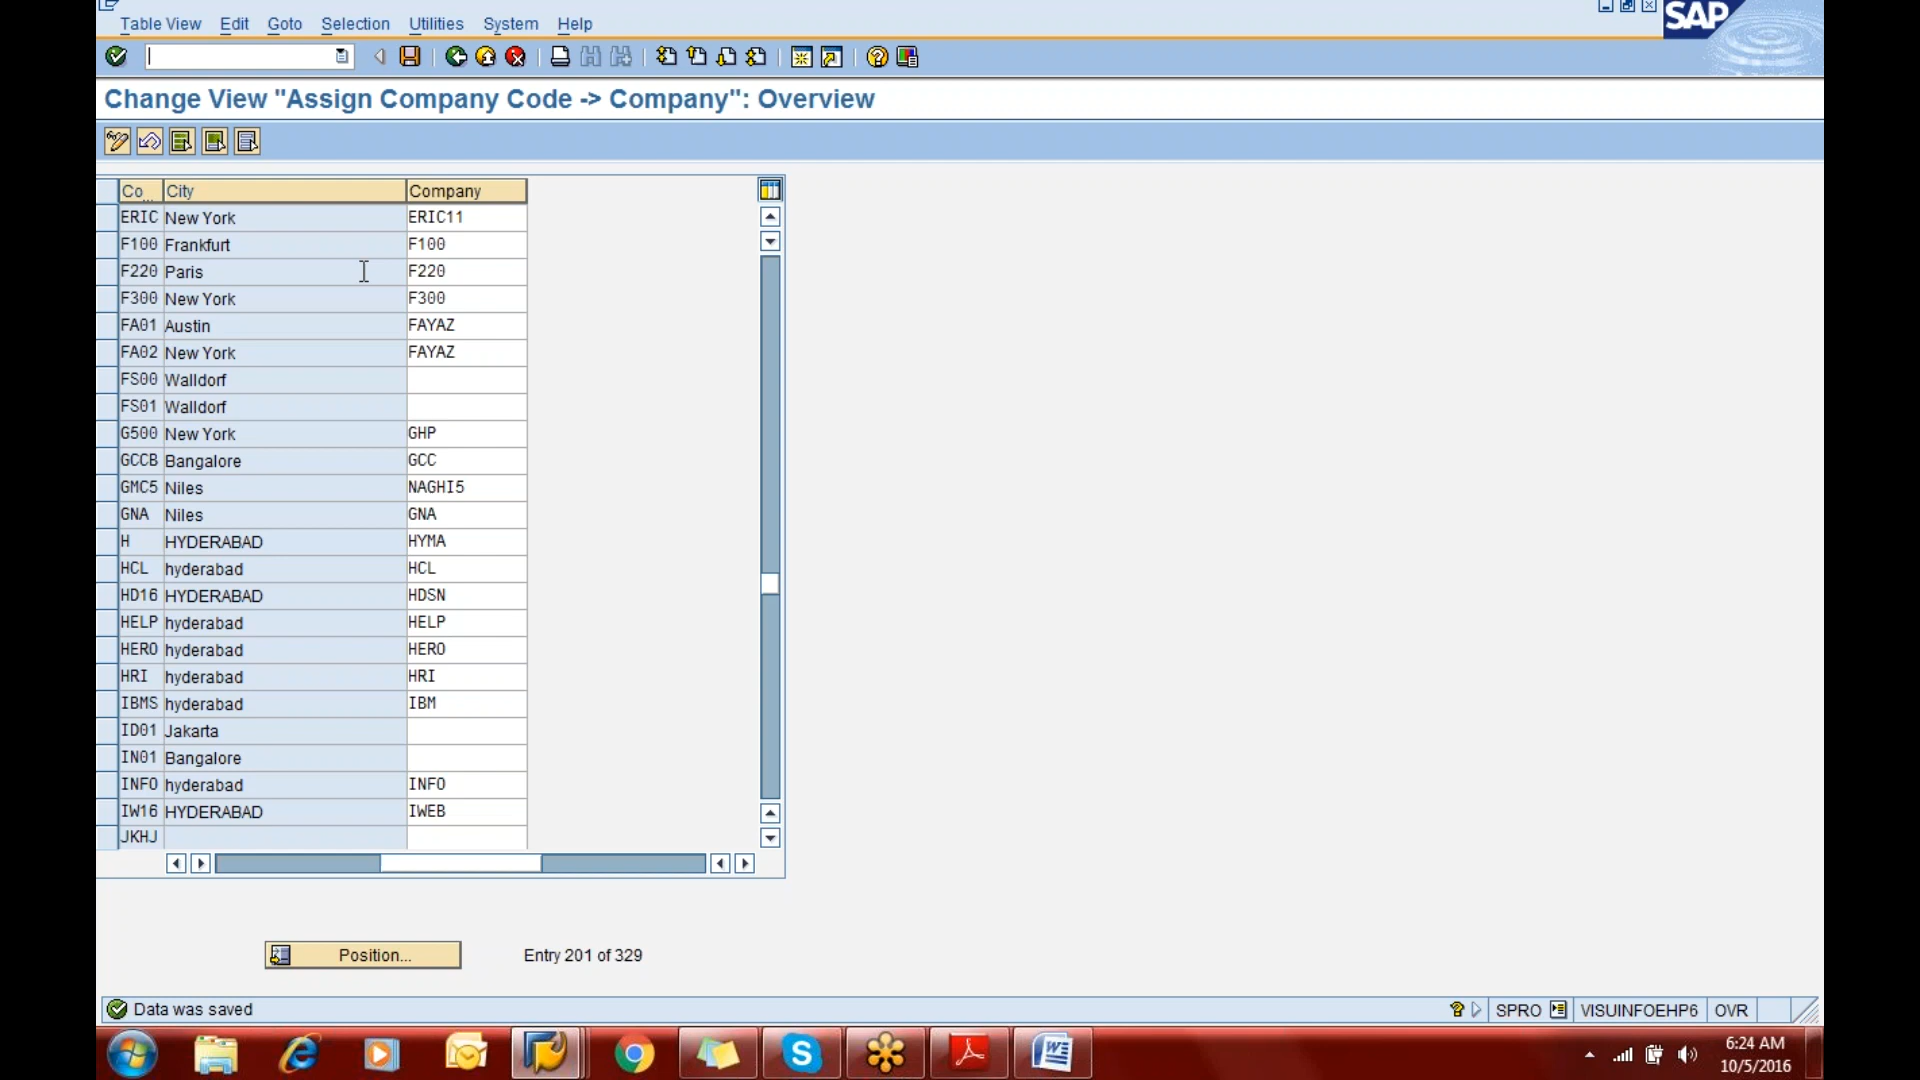 Table View Edit Goto Selection Utilities System Help
SAP
Change View "Assign Company Code -> Company": Overview
Co... City Company
ERIC New York ERIC11
F100 Frankfurt F100
F220 Paris F220
F300 New York F300
FA01 Austin FAYAZ
FA02 New York FAYAZ
FS00 Walldorf
FS01 Walldorf
G500 New York GHP
GCCB Bangalore GCC
GMC5 Niles NAGHI5
GNA Niles GNA
H HYDERABAD HYMA
HCL hyderabad HCL
HD16 HYDERABAD HDSN
HELP hyderabad HELP
HERO hyderabad HERO
HRI hyderabad HRI
IBMS hyderabad IBM
ID01 Jakarta
IN01 Bangalore
INFO hyderabad INFO
IW16 HYDERABAD IWEB
JKHJ
Position... Entry 201 of 329
Data was saved SPRO VISUINFOEHP6 OVR
6:24 AM
10/5/2016